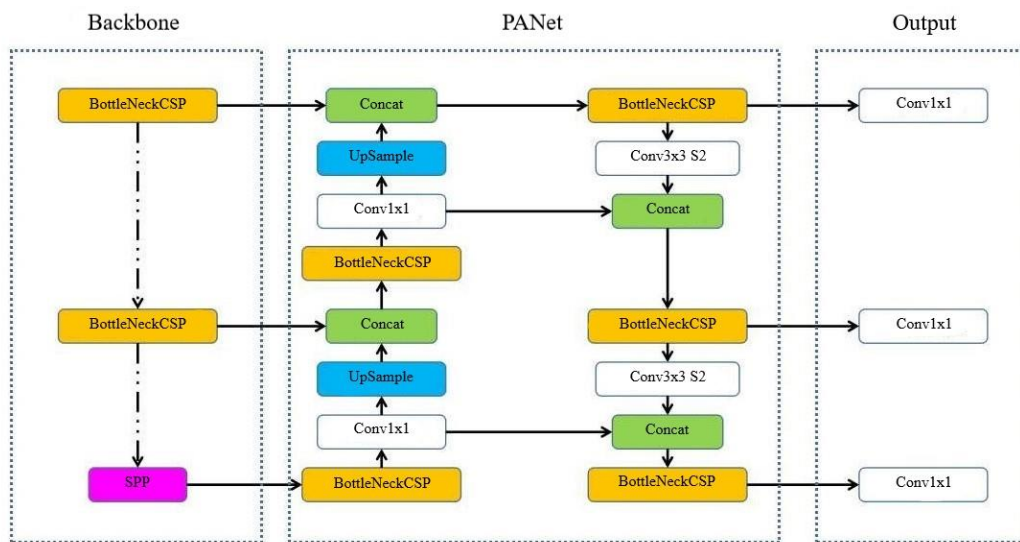 Backbone
PANet
Output
BottleNeckCSP
Concat
BottleNeckCSP
Conv1x1
UpSample
Conv3x3 S2
Conv1x1
Concat
BottleNeckCSP
BottleNeckCSP
Concat
BottleNeckCSP
Conv1x1
UpSample
Conv3x3 S2
Conv1x1
Concat
SPP
BottleNeckCSP
BottleNeckCSP
Conv1x1